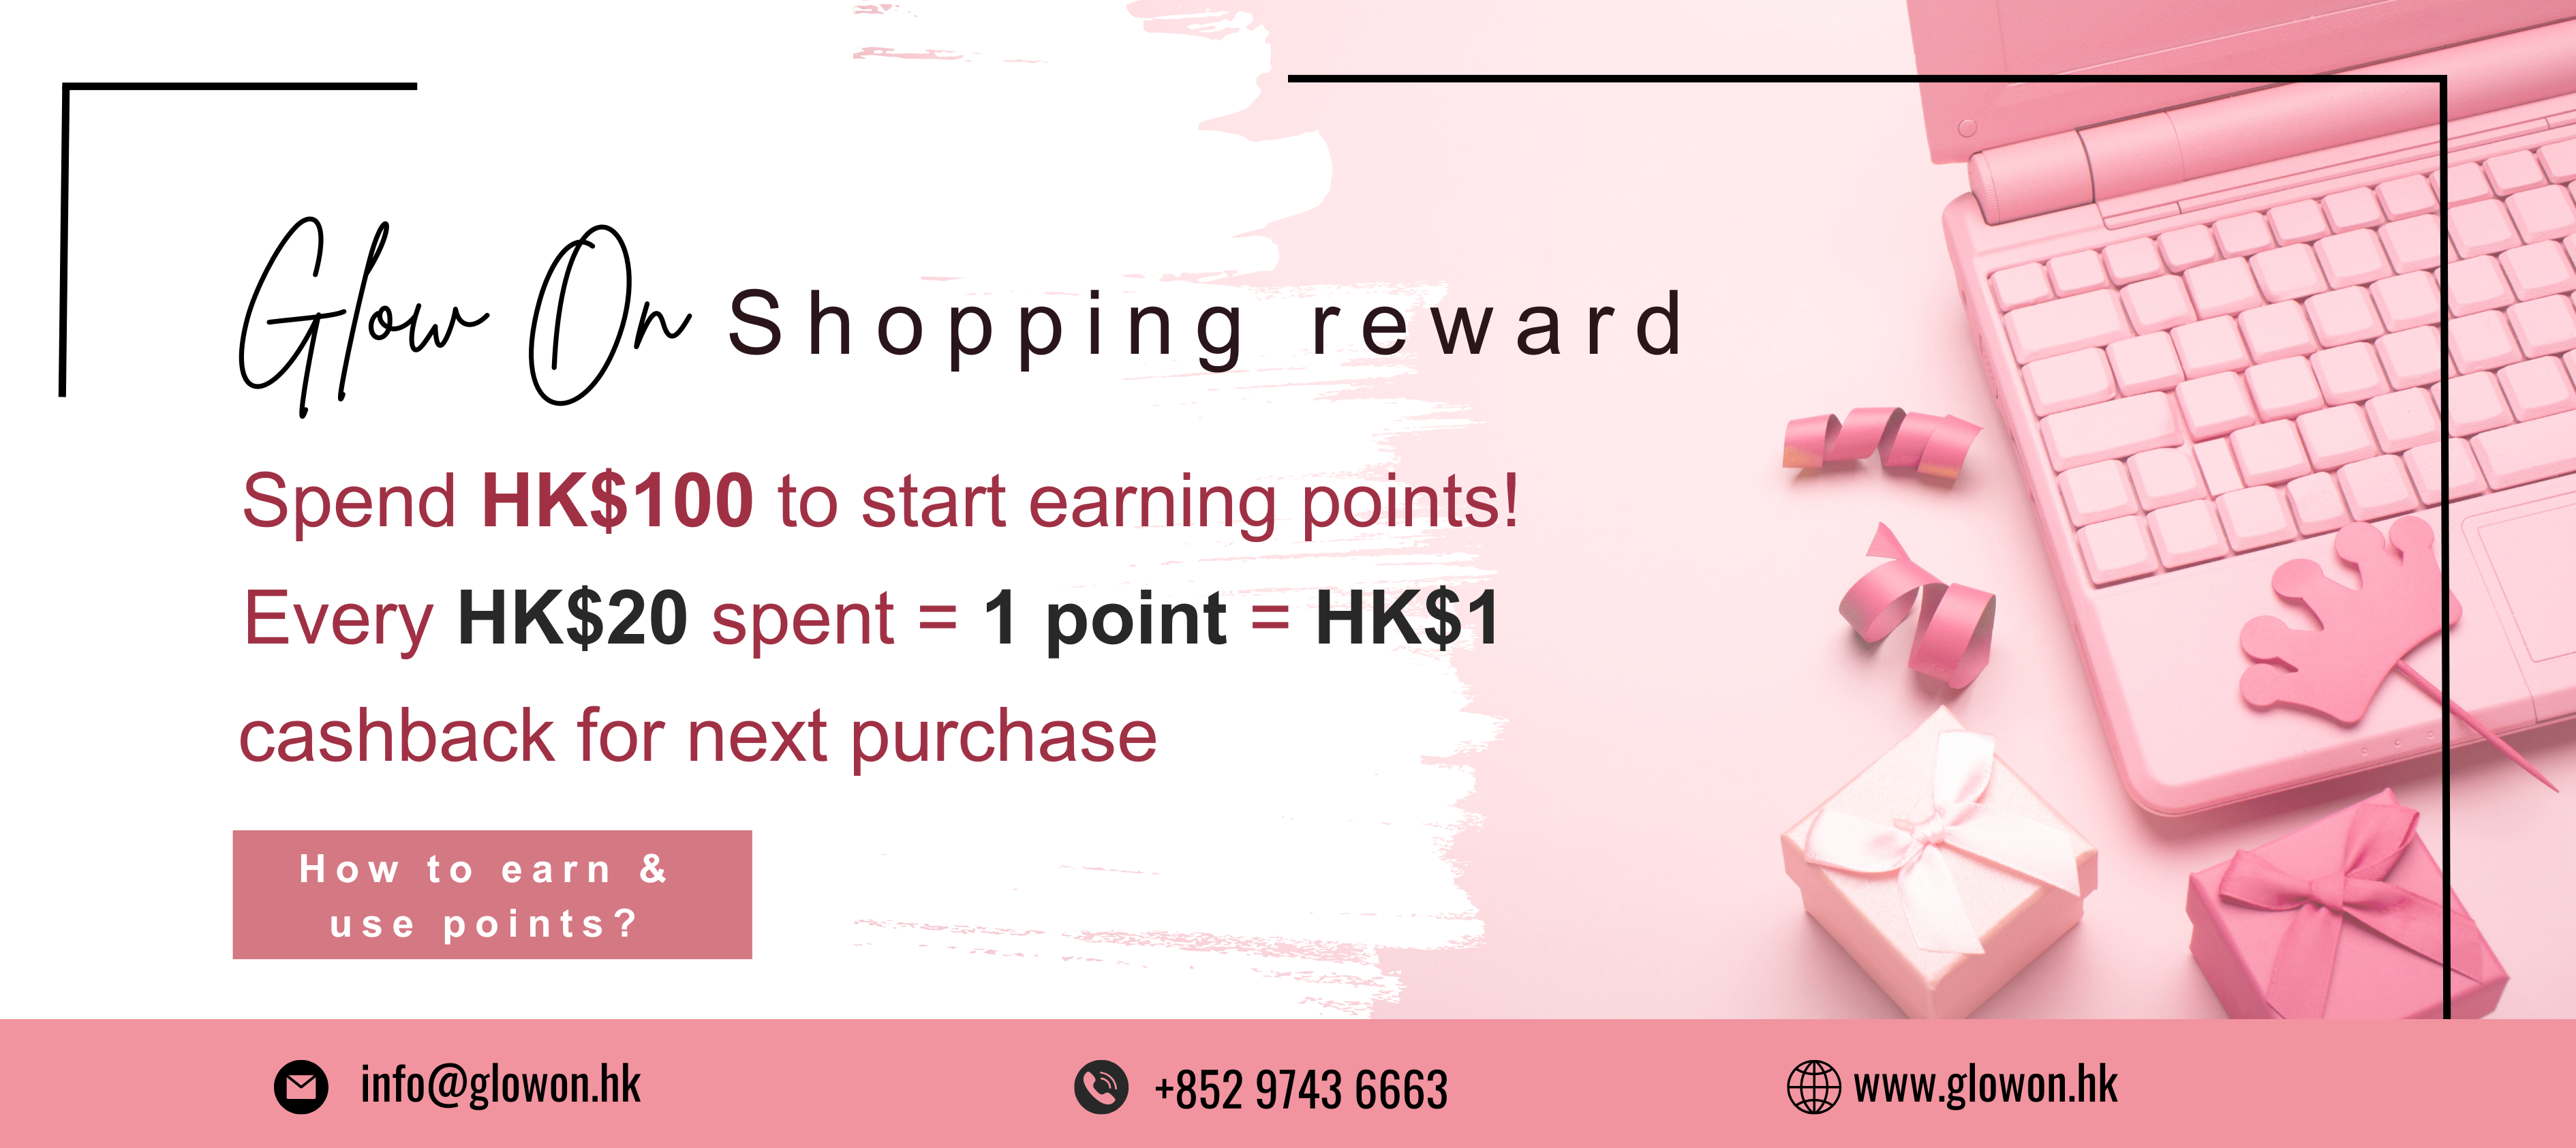 Glow On Shopping reward
Spend HK$100 to start earning points!
Every HK$20 spent = 1 point = HK$1
cashback for next purchase
How to earn &
use points?
info@glowon.hk
+852 9743 6663
www.glowon.hk